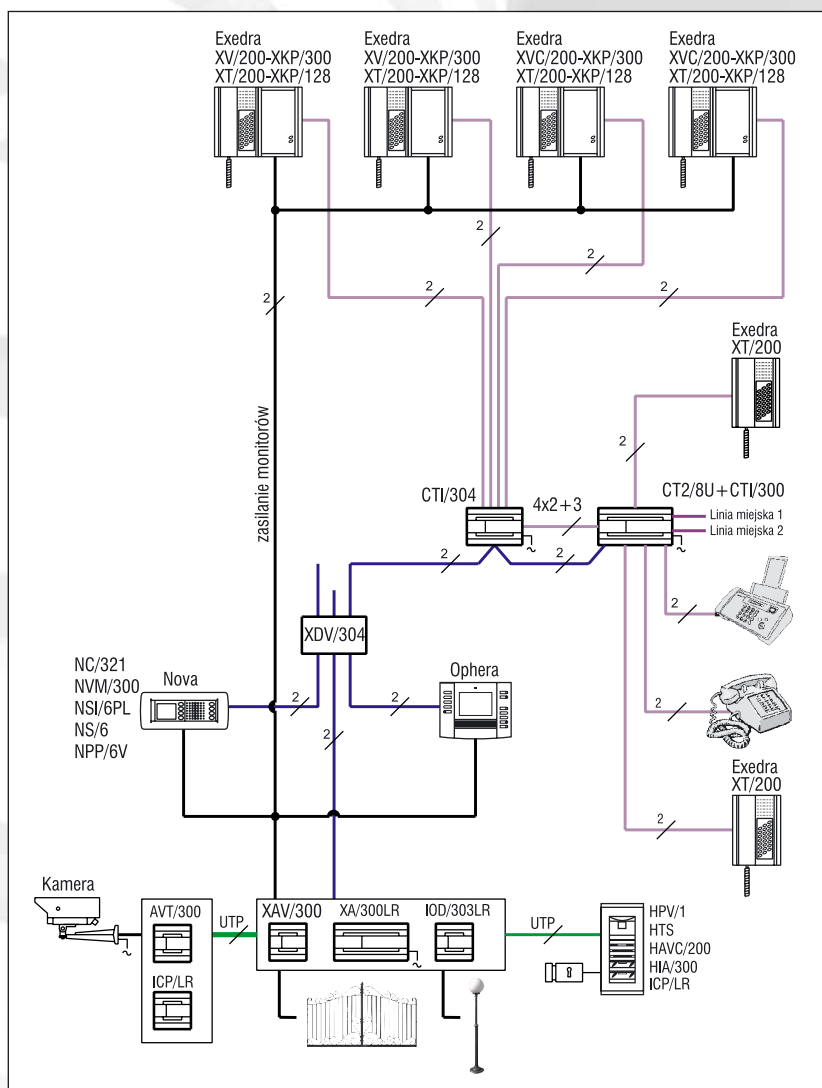 Exedra
XV/200-XKP/300
XT/200-XKP/128
Exedra
XV/200-XKP/300
XT/200-XKP/128
Exedra
XVC/200-XKP/300
XT/200-XKP/128
Exedra
XVC/200-XKP/300
XT/200-XKP/128
2
2
2
2
2
zasilanie monitorów
Exedra
XT/200
2
CTI/304
4x2+3
CT2/8U+CTI/300
Linia miejska 1
Linia miejska 2
2
2
2
XDV/304
NC/321
NVM/300
NSI/6PL
NS/6
NPP/6V
Nova
2
2
2
Ophera
2
Exedra
XT/200
2
Kamera
AVT/300
ICP/LR
UTP
XAV/300
XA/300LR
IOD/303LR
UTP
HPV/1
HTS
HAVC/200
HIA/300
ICP/LR